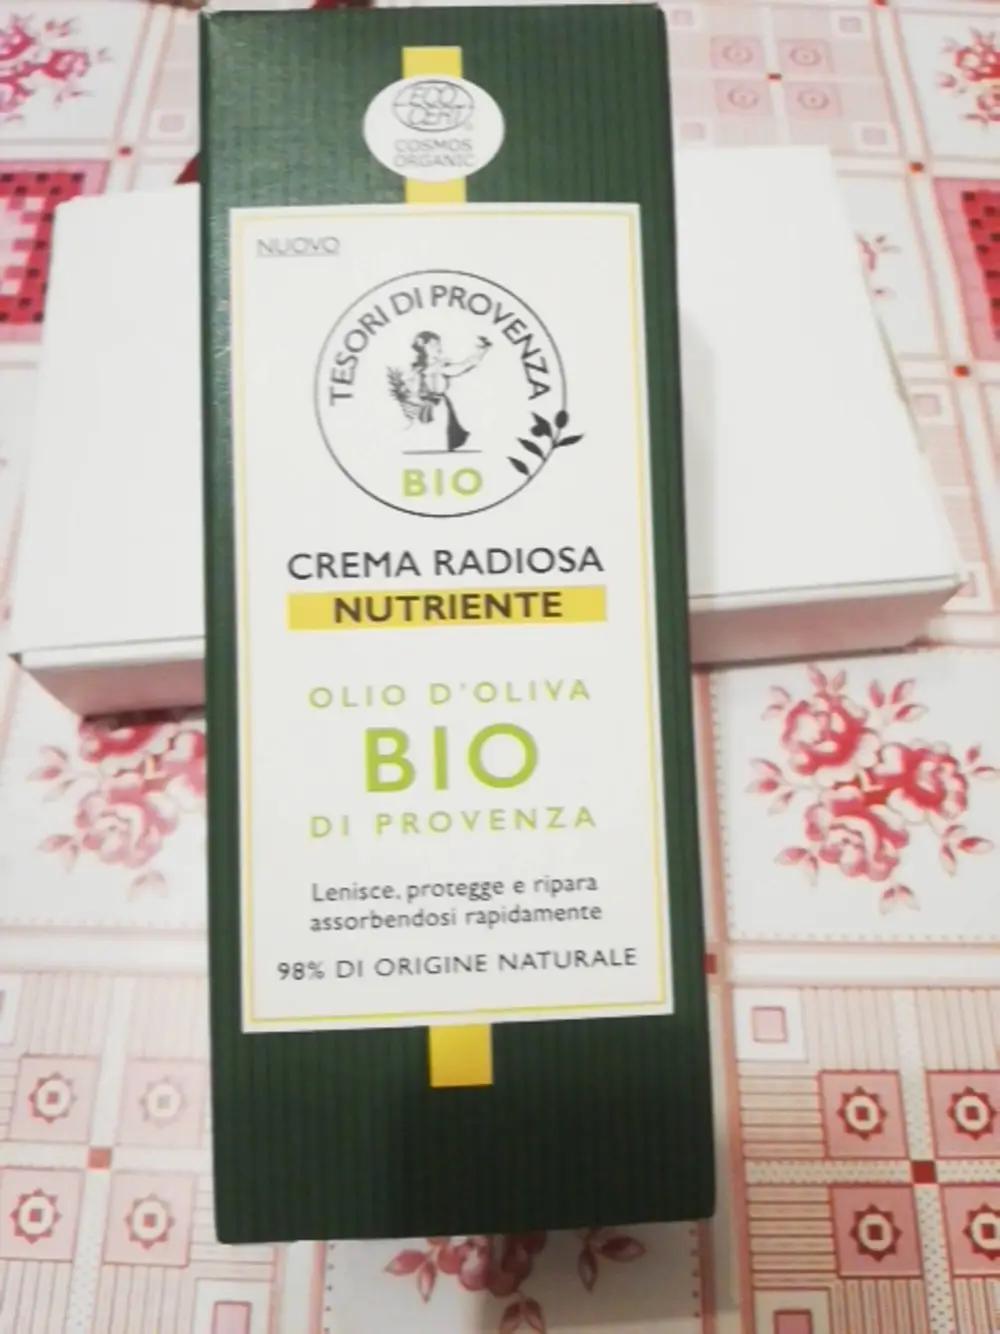 ECO
CERT
COSMOS
ORGANIC
NUOVO
TESORI DI PROVENZA
BIO
CREMA RADIOSA
NUTRIENTE
OLIO D'OLIVA
BIO
DI PROVENZA
Lenisce, protegge e ripara
assorbendosi rapidamente
98% DI ORIGINE NATURALE